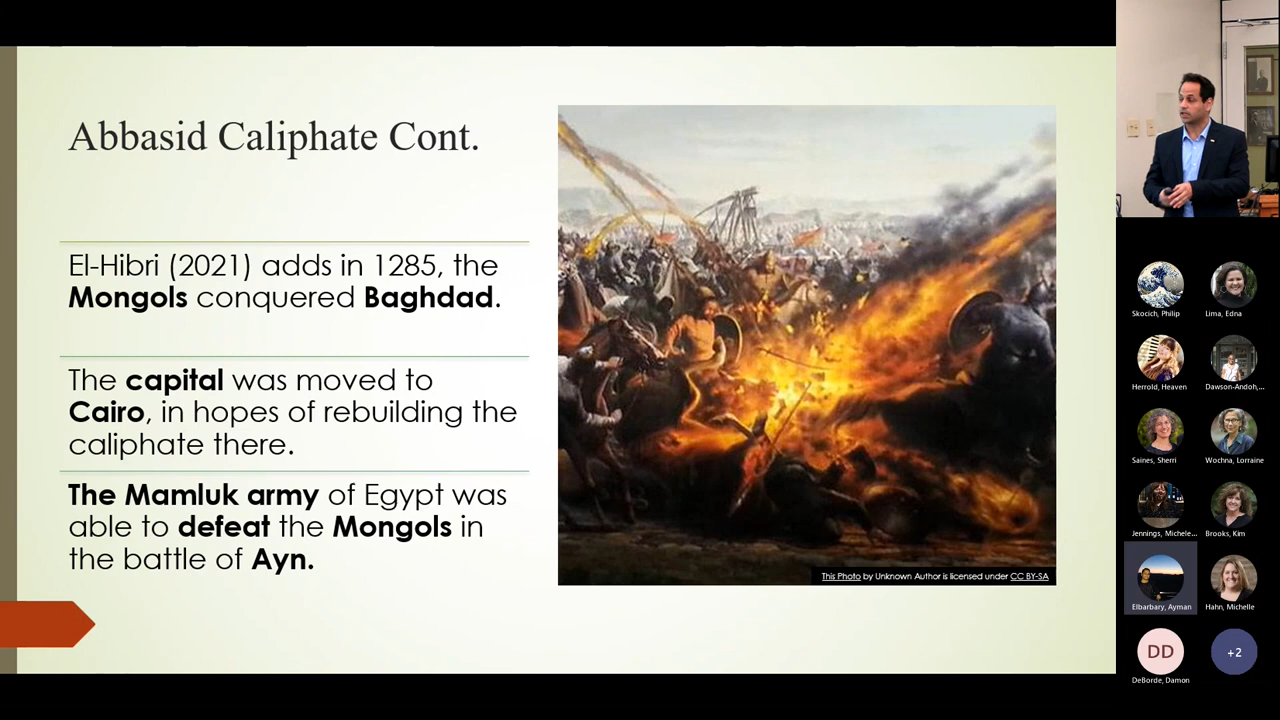 Abbasid Caliphate Cont.
El-Hibri (2021) adds in 1285, the
Mongols conquered Baghdad.
The capital was moved to
Cairo, in hopes of rebuilding the
caliphate there.
The Mamluk army of Egypt was
able to defeat the Mongols in
the battle of Ayn.
This Photo by Unknown Author is licensed under CC BY-SA
Skocich, Philip
Lima, Edna
Herrold, Heaven
Dawson-Andoh,...
Saines, Sherri
Wochna, Lorraine
Jennings, Michele...
Brooks, Kim
Elbarbary, Ayman
Hahn, Michelle
DD
+2
DeBorde, Damon